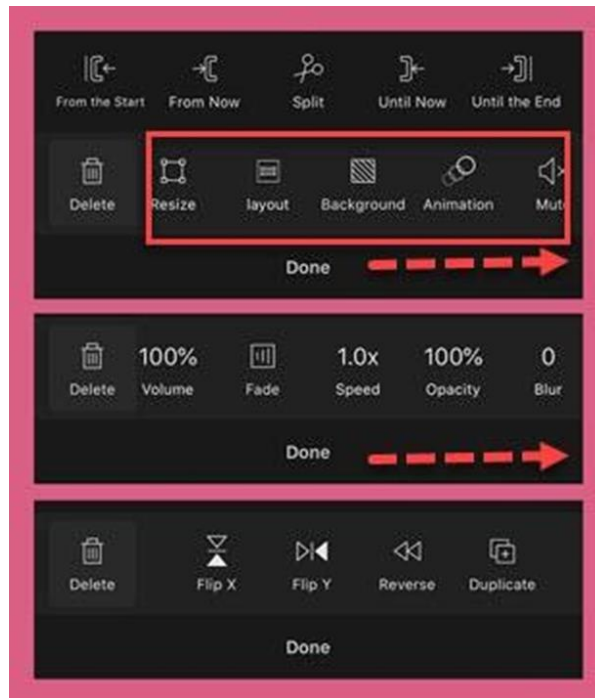 From the Start From Now Split Until Now Until the End
Delete Resize layout Background Animation Mut
Done
100% 1.0x 100% 0
Delete Volume Fade Speed Opacity Blur
Done
Delete Flip X Flip Y Reverse Duplicate
Done